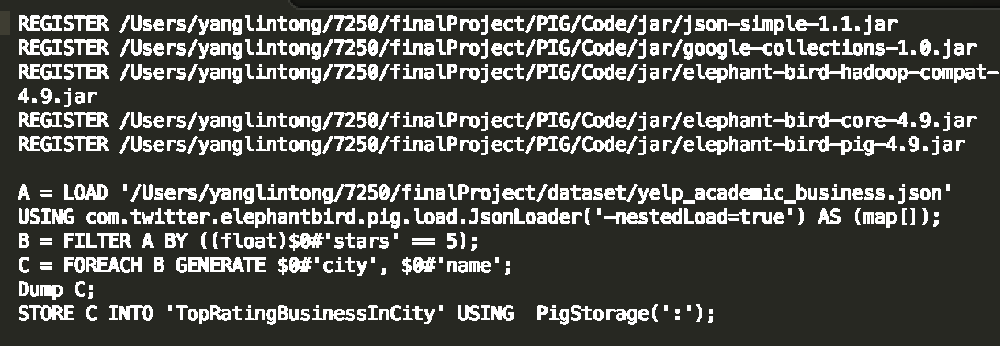 REGISTER /Users/yanglintong/7250/finalProject/PIG/Code/jar/json-simple-1.1.jar
REGISTER /Users/yanglintong/7250/finalProject/PIG/Code/jar/google-collections-1.0.jar
REGISTER /Users/yanglintong/7250/finalProject/PIG/Code/jar/elephant-bird-hadoop-compat-
4.9.jar
REGISTER /Users/yanglintong/7250/finalProject/PIG/Code/jar/elephant-bird-core-4.9.jar
REGISTER /Users/yanglintong/7250/finalProject/PIG/Code/jar/elephant-bird-pig-4.9.jar

A = LOAD '/Users/yanglintong/7250/finalProject/dataset/yelp_academic_business.json'
USING com.twitter.elephantbird.pig.load.JsonLoader('-nestedLoad=true') AS (map[]);
B = FILTER A BY ((float)$0#'stars' == 5);
C = FOREACH B GENERATE $0#'city', $0#'name';
Dump C;
STORE C INTO 'TopRatingBusinessInCity' USING  PigStorage(':');